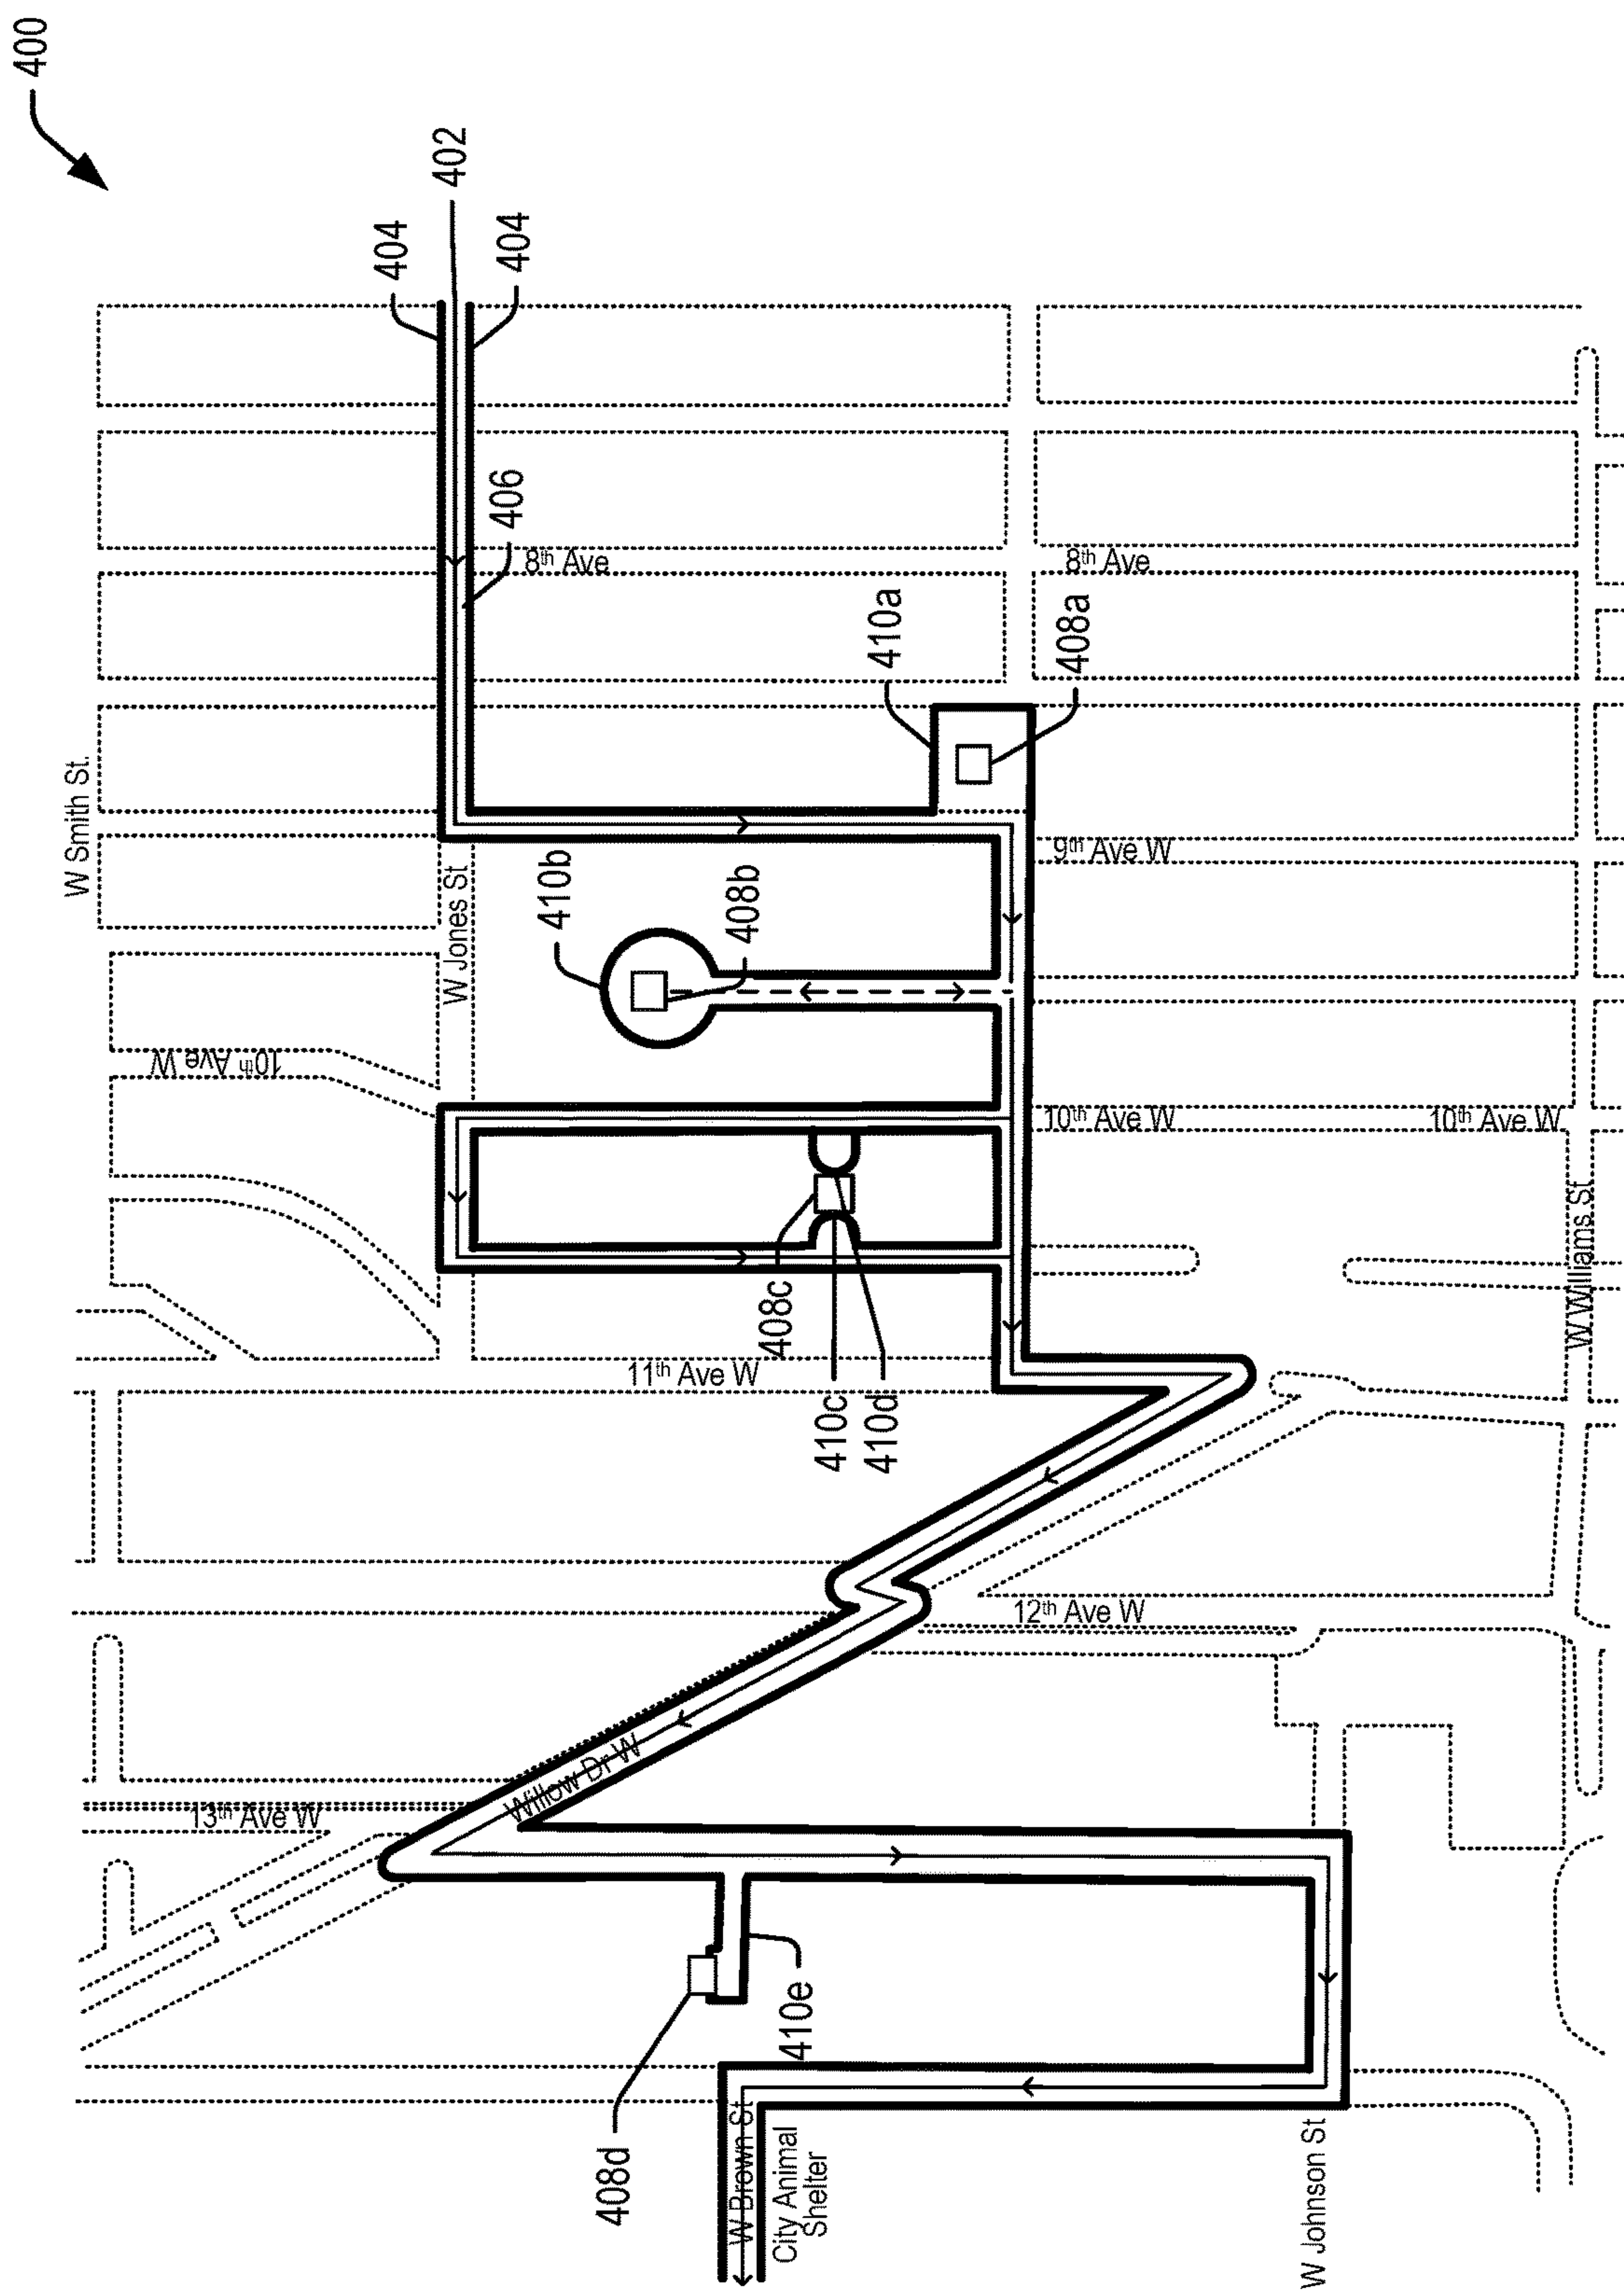 400
402
404
404
406
8th Ave
8th Ave
410a
408a
W Smith St.
9th Ave W
410b
408b
W Jones St
10th Ave W
10th Ave W
10th Ave W
W Williams St
408c
11th Ave W
410c
410d
12th Ave W
Willow Dr W
13th Ave W
410e
408d
W Brown St
City Animal
Shelter
W Johnson St